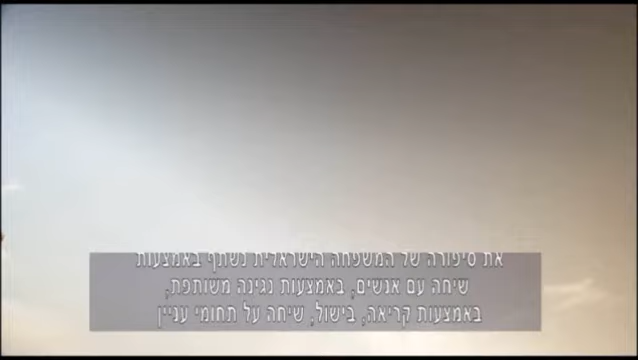 את סיפורה של המשפחה הישראלית נשתף באמצעות
שיחה עם אנשים, באמצעות נגינה משותפת,
באמצעות קריאה, בישול, שיחה על תחומי עניין